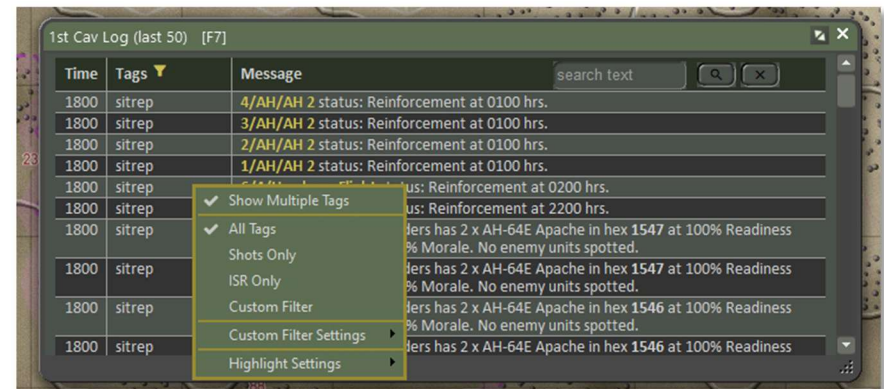 1st Cav Log (last 50) [F7]
Time Tags Message search text
1800 sitrep 4/AH/AH 2 status: Reinforcement at 0100 hrs.
1800 sitrep 3/AH/AH 2 status: Reinforcement at 0100 hrs.
1800 sitrep 2/AH/AH 2 status: Reinforcement at 0100 hrs.
1800 sitrep 1/AH/AH 2 status: Reinforcement at 0100 hrs.
1800 sitrep us: Reinforcement at 0200 hrs.
1800 sitrep us: Reinforcement at 2200 hrs.
1800 sitrep ders has 2 x AH-64E Apache in hex 1547 at 100% Readiness
% Morale. No enemy units spotted.
1800 sitrep ders has 2 x AH-64E Apache in hex 1547 at 100% Readiness
% Morale. No enemy units spotted.
1800 sitrep ders has 2 x AH-64E Apache in hex 1546 at 100% Readiness
% Morale. No enemy units spotted.
1800 sitrep ders has 2 x AH-64E Apache in hex 1546 at 100% Readiness
Show Multiple Tags
All Tags
Shots Only
ISR Only
Custom Filter
Custom Filter Settings
Highlight Settings
23